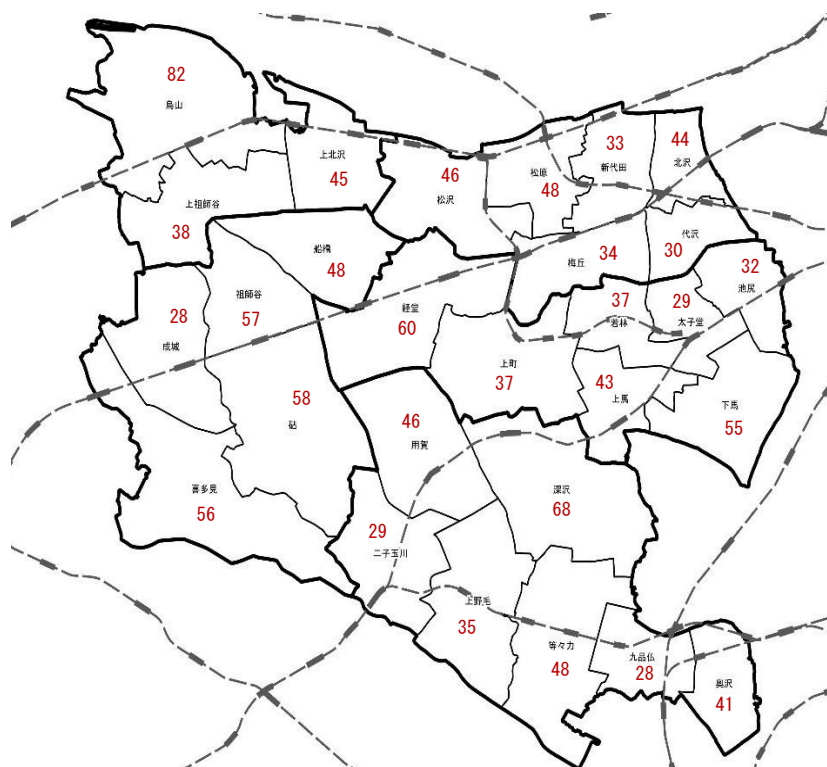 82
烏山
上北沢
45
46
松沢
松原
48
33
新代田
44
北沢
上祖師谷
38
船橋
48
梅丘
34
代沢
30
32
池尻
28
成城
祖師谷
57
経堂
60
37
若林
29
太子堂
上町
37
43
上馬
下馬
55
58
砧
46
用賀
深沢
68
喜多見
56
29
二子玉川
上野毛
35
等々力
48
九品仏
28
奥沢
41